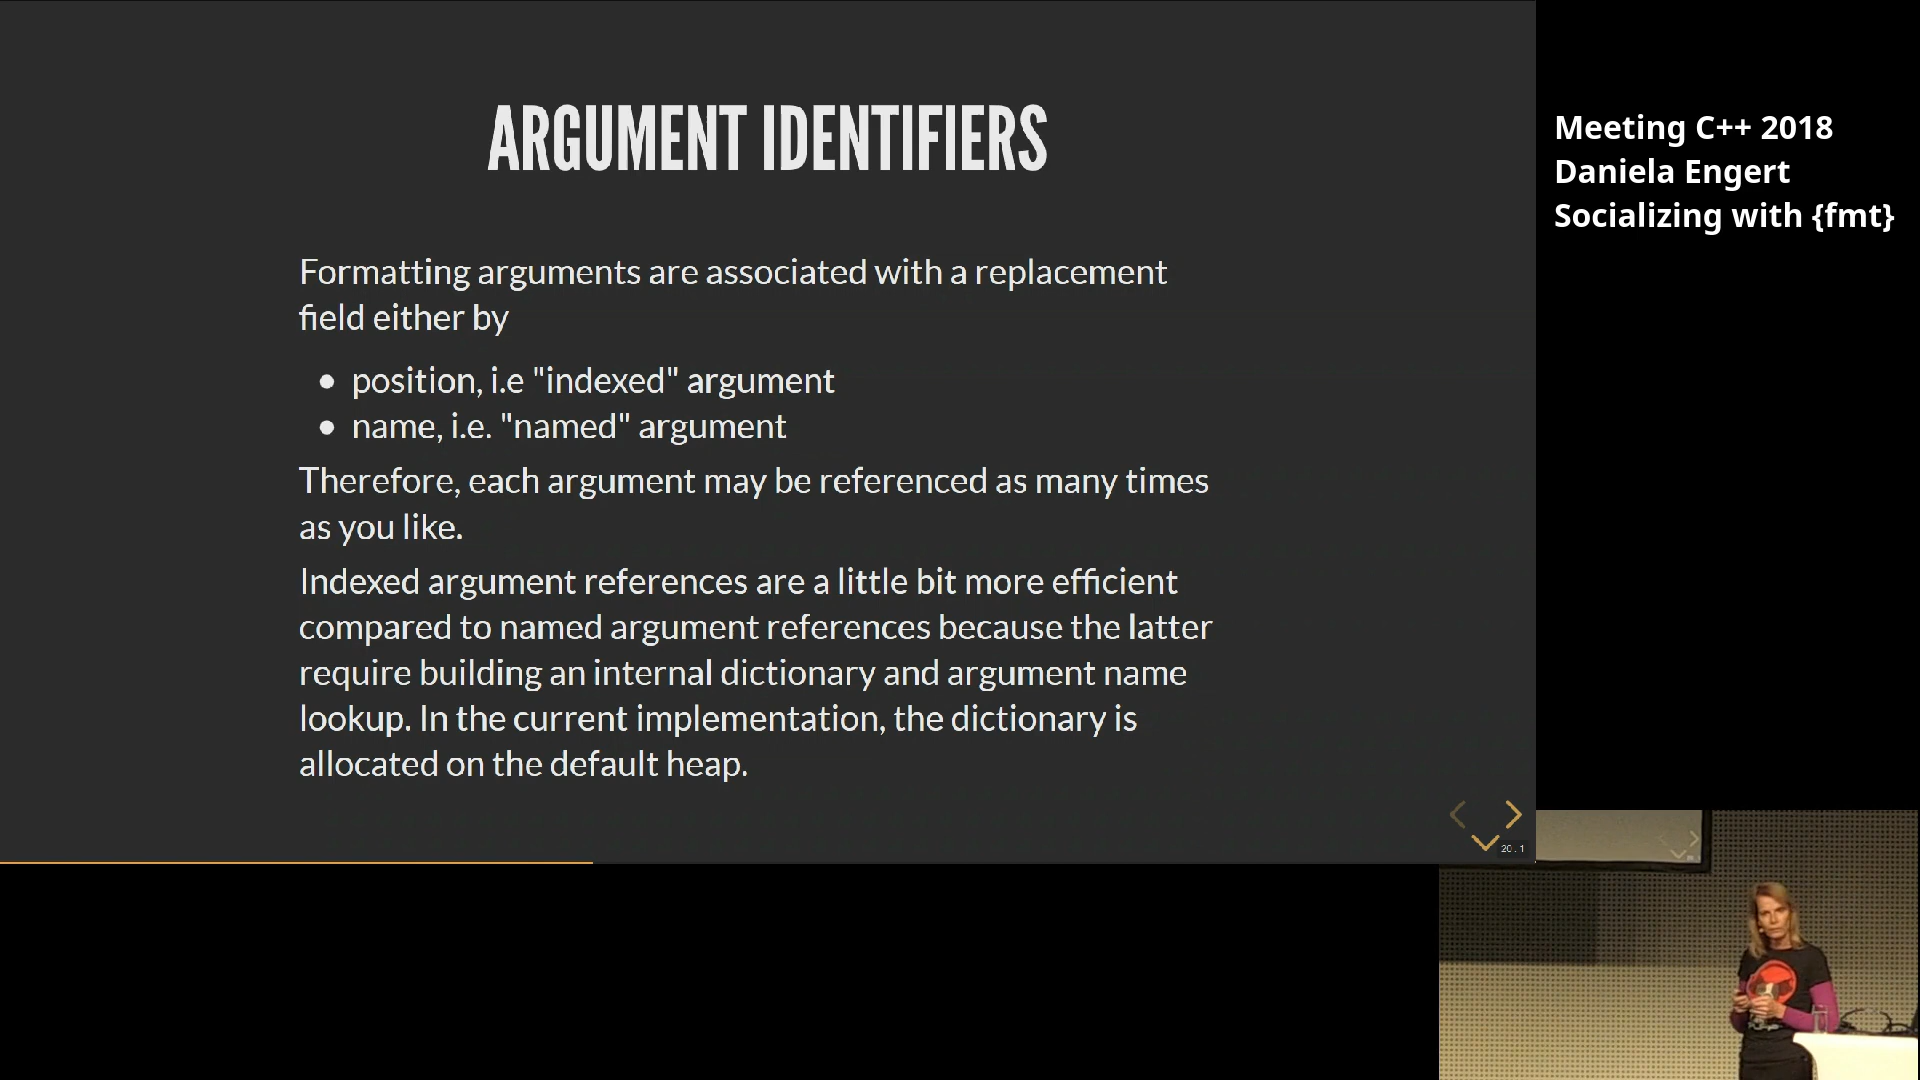 ARGUMENT IDENTIFIERS
Formatting arguments are associated with a replacement
field either by
position, i.e "indexed" argument
name, i.e. "named" argument
Therefore, each argument may be referenced as many times
as you like.
Indexed argument references are a little bit more efficient
compared to named argument references because the latter
require building an internal dictionary and argument name
lookup. In the current implementation, the dictionary is
allocated on the default heap.
20.1
Meeting C++ 2018
Daniela Engert
Socializing with {fmt}